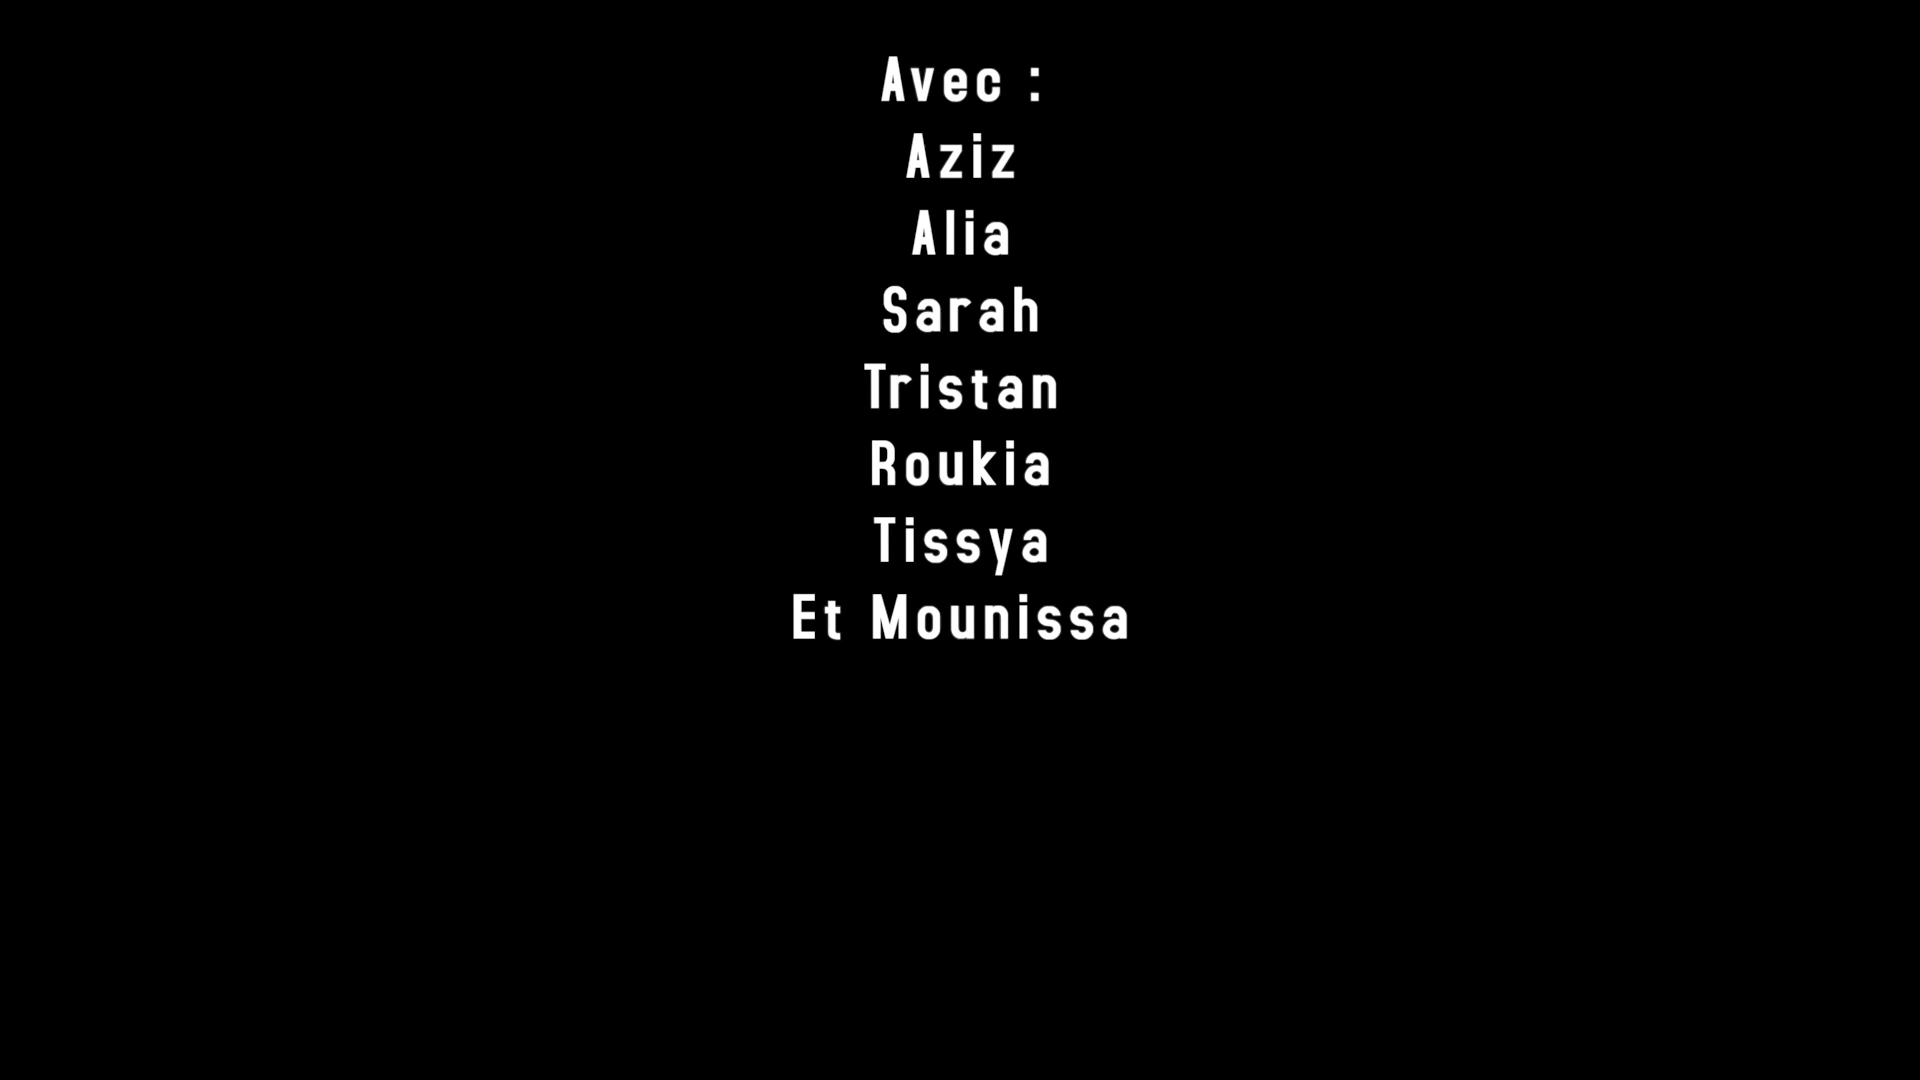 Avec :
Aziz
Alia
Sarah
Tristan
Roukia
Tissya
Et Mounissa